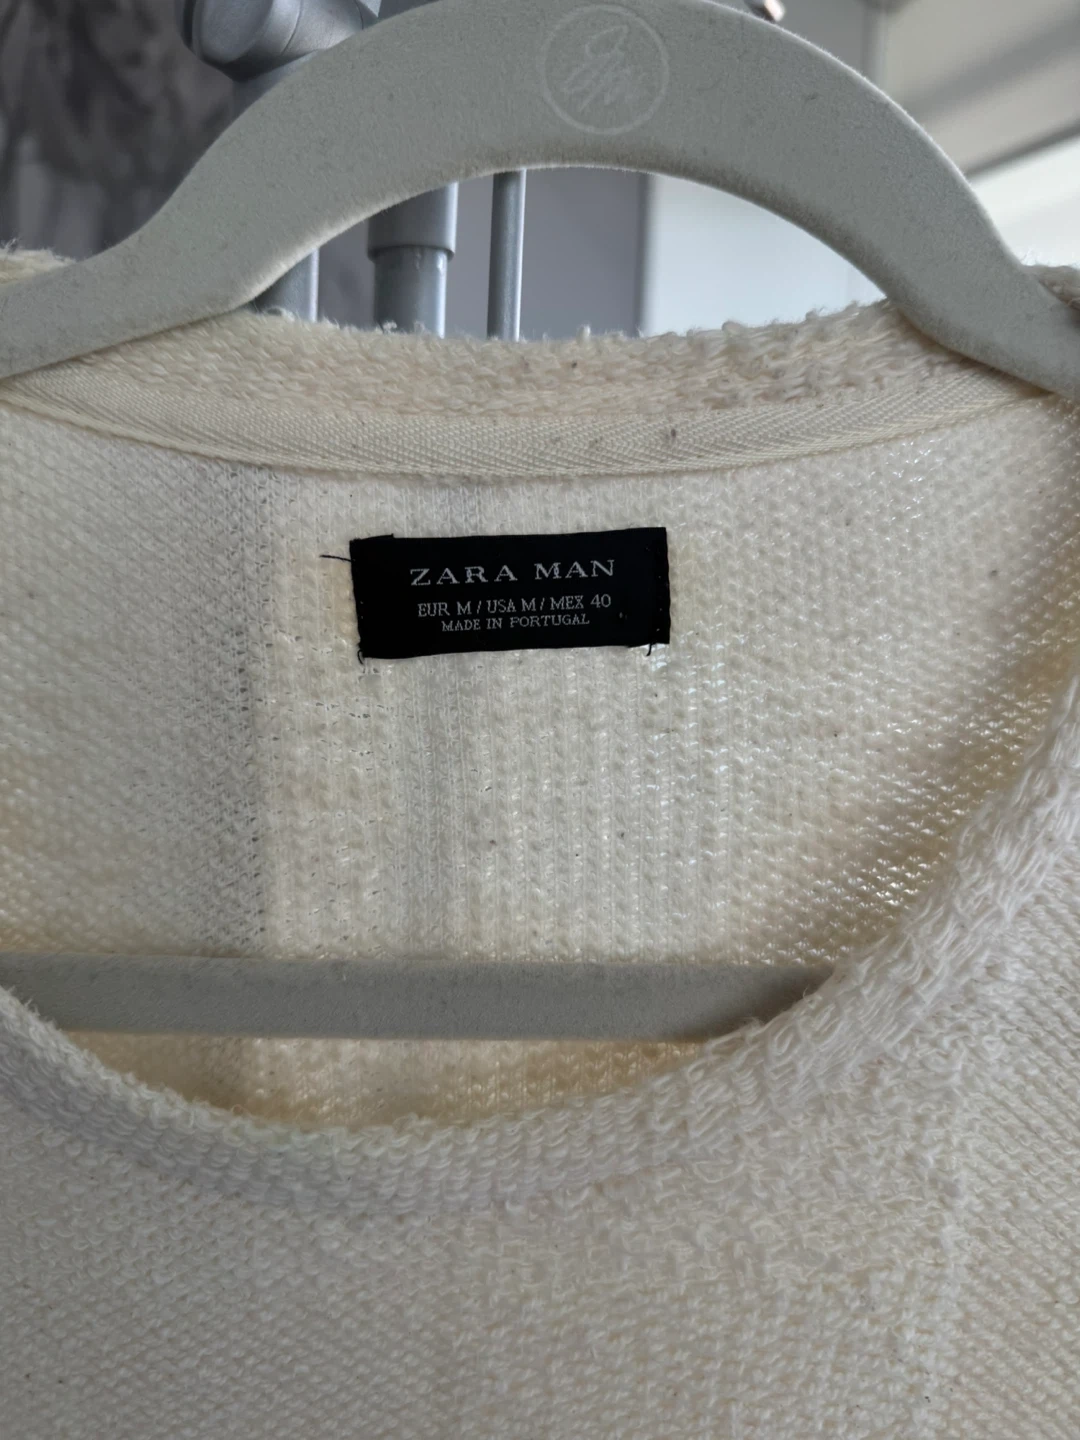 ZARA MAN
EUR M / USA M / MEX 40
MADE IN PORTUGAL